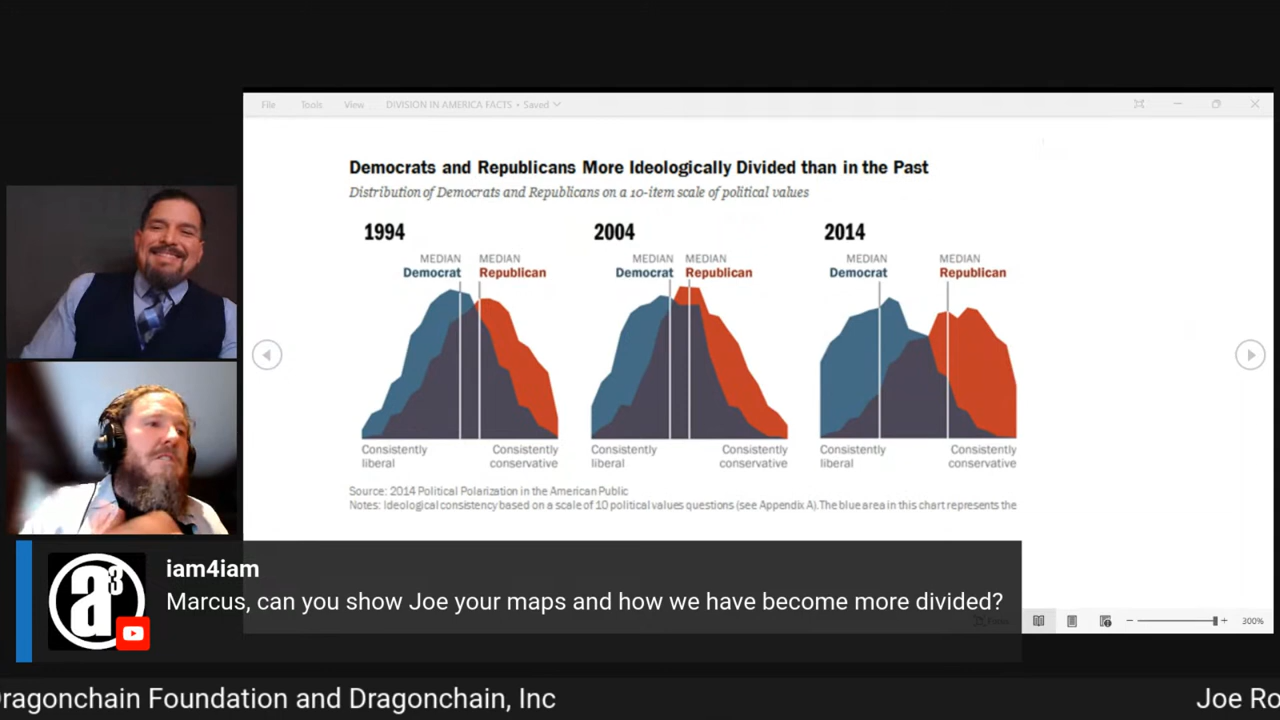 File Tools View DIVISION IN AMERICA FACTS • Saved
Democrats and Republicans More Ideologically Divided than in the Past
Distribution of Democrats and Republicans on a 10-item scale of political values
1994
MEDIAN Democrat
MEDIAN Republican
Consistently liberal
Consistently conservative
2004
MEDIAN Democrat
MEDIAN Republican
Consistently liberal
Consistently conservative
2014
MEDIAN Democrat
MEDIAN Republican
Consistently liberal
Consistently conservative
Source: 2014 Political Polarization in the American Public
Notes: Ideological consistency based on a scale of 10 political values questions (see Appendix A). The blue area in this chart represents the
300%
a3
iam4iam
Marcus, can you show Joe your maps and how we have become more divided?
ragonchain Foundation and Dragonchain, Inc
Joe Ro